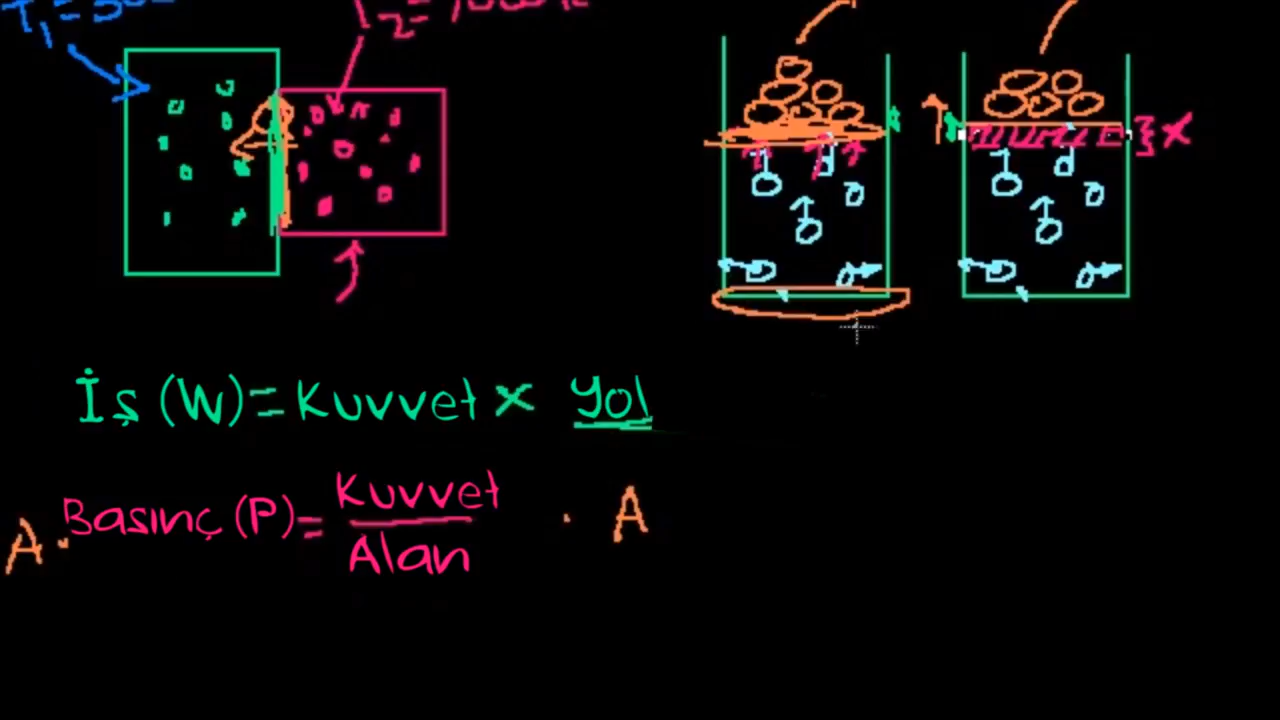 x
İş (W) = Kuvvet x Yol
A . Basınç (P) = Kuvvet / Alan . A